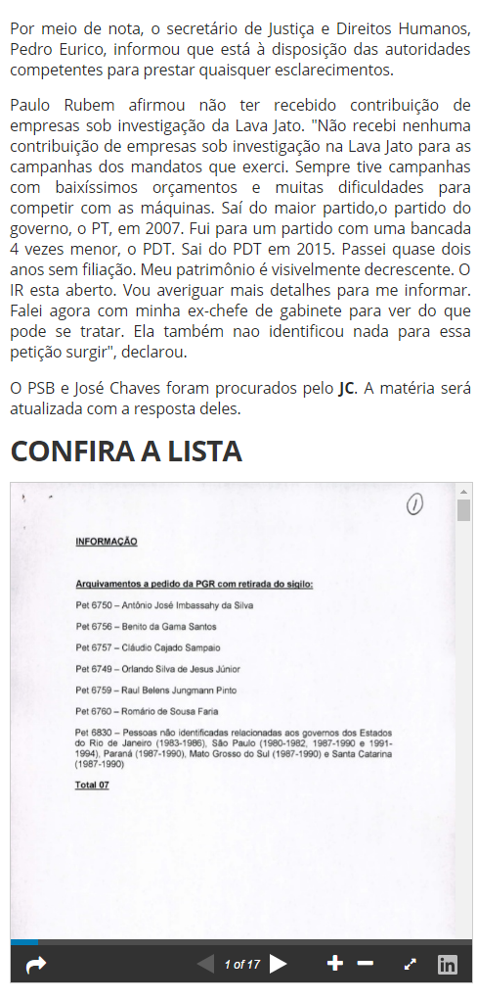 Por meio de nota, o secretário de Justiça e Direitos Humanos,
Pedro Eurico, informou que está à disposição das autoridades
competentes para prestar quaisquer esclarecimentos.
Paulo Rubem afirmou não ter recebido contribuição de
empresas sob investigação da Lava Jato. "Não recebi nenhuma
contribuição de empresas sob investigação na Lava Jato para as
campanhas dos mandatos que exerci. Sempre tive campanhas
com baixíssimos orçamentos e muitas dificuldades para
competir com as máquinas. Saí do maior partido,o partido do
governo, o PT, em 2007. Fui para um partido com uma bancada
4 vezes menor, o PDT. Sai do PDT em 2015. Passei quase dois
anos sem filiação. Meu patrimônio é visivelmente decrescente. O
IR esta aberto. Vou averiguar mais detalhes para me informar.
Falei agora com minha ex-chefe de gabinete para ver do que
pode se tratar. Ela também nao identificou nada para essa
petição surgir", declarou.
O PSB e José Chaves foram procurados pelo JC. A matéria será
atualizada com a resposta deles.
CONFIRA A LISTA
1
INFORMAÇÃO
Arquivamentos a pedido da PGR com retirada do sigilo:
Pet 6750 – Antônio José Imbassahy da Silva
Pet 6756 – Benito da Gama Santos
Pet 6757 – Cláudio Cajado Sampaio
Pet 6749 – Orlando Silva de Jesus Júnior
Pet 6759 – Raul Belens Jungmann Pinto
Pet 6760 – Romário de Sousa Faria
Pet 6830 – Pessoas não identificadas relacionadas aos governos dos Estados
do Rio de Janeiro (1983-1986), São Paulo (1980-1982, 1987-1990 e 1991-
1994), Paraná (1987-1990), Mato Grosso do Sul (1987-1990) e Santa Catarina
(1987-1990)
Total 07
1 of 17
in